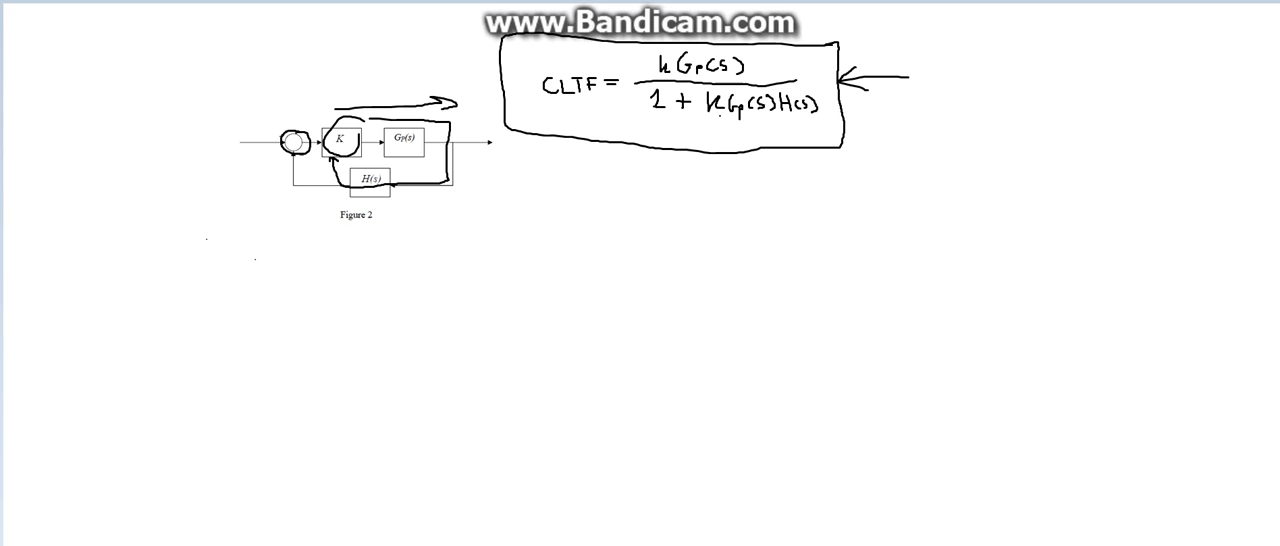 www.Bandicam.com
CLTF = kGp(s)
1 + kGp(s)H(s)
K
Gp(s)
H(s)
Figure 2